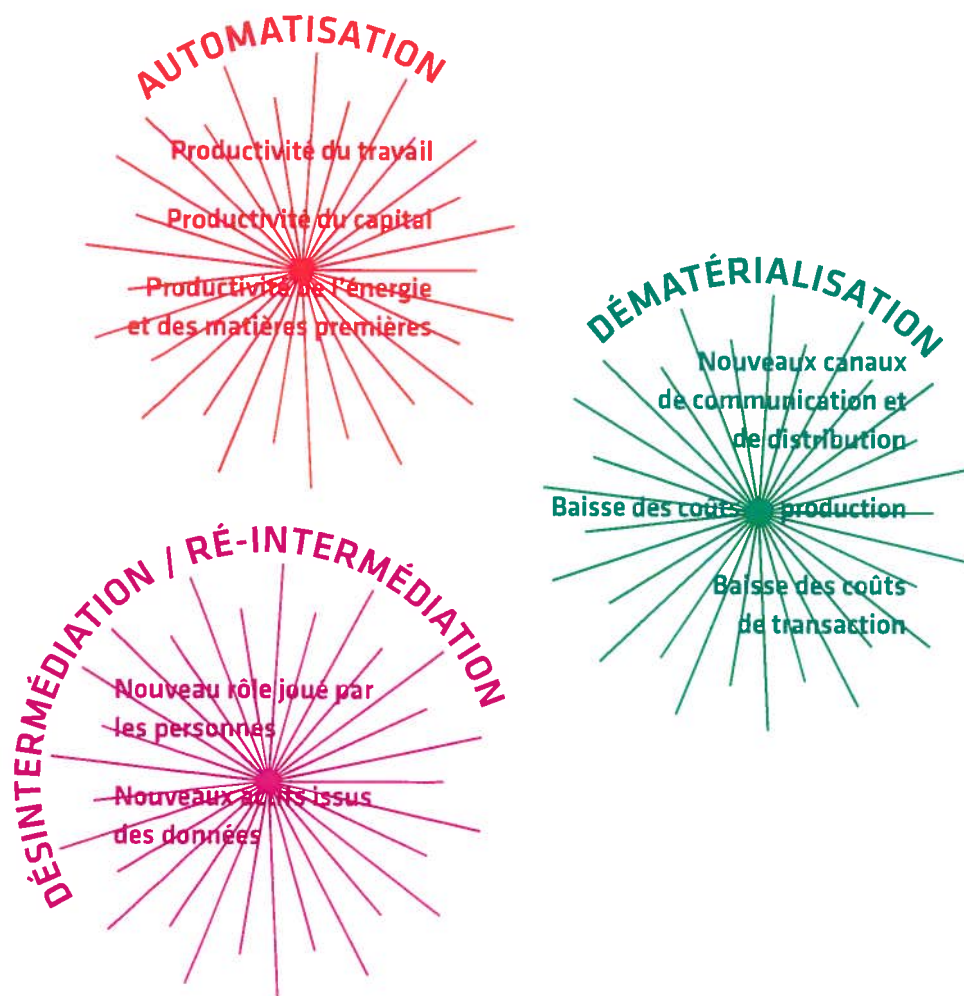 AUTOMATISATION
Productivité du travail
Productivité du capital
Productivité de l'énergie
et des matières premières
DÉMATÉRIALISATION
Nouveaux canaux
de communication et
de distribution
Baisse des coûts production
Baisse des coûts
de transaction
DÉSINTERMÉDIATION / RÉ-INTERMÉDIATION
Nouveau rôle joué par
les personnes
Nouveaux actifs issus
des données